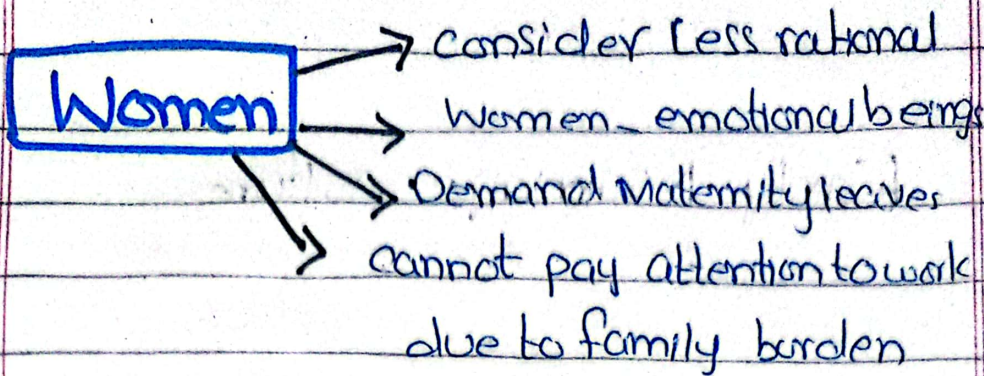 Women
Consider Less rational
Women - emotional beings
Demand Maternity leaves
cannot pay attention to work
due to family burden